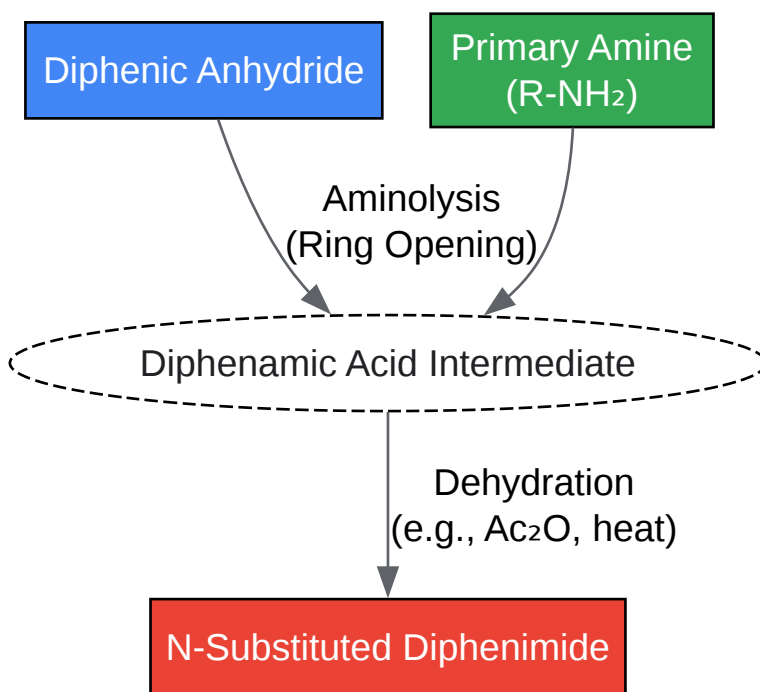 Diphenic Anhydride
Primary Amine
(R-NH₂)
Aminolysis
(Ring Opening)
Diphenamic Acid Intermediate
Dehydration
(e.g., Ac₂O, heat)
N-Substituted Diphenimide